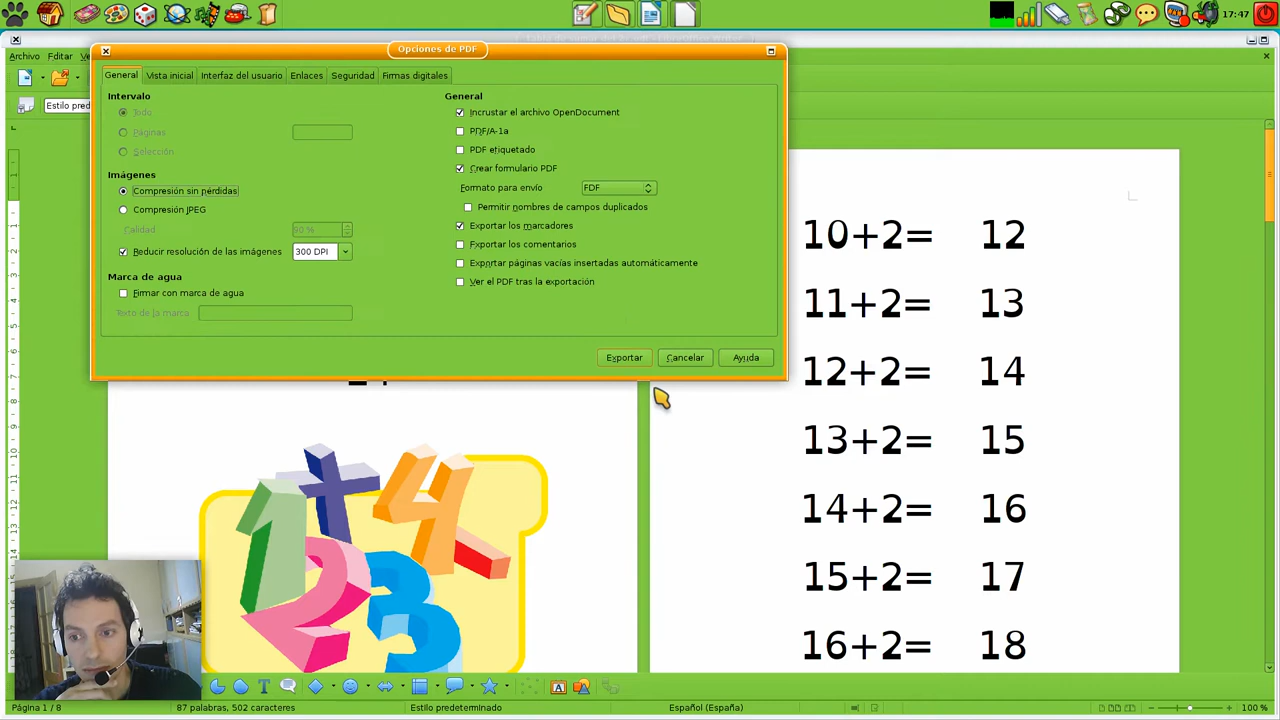 17:47
Opciones de PDF
Archivo Editar
General Vista inicial Interfaz del usuario Enlaces Seguridad Firmas digitales
Estilo pred
Intervalo
Todo
Páginas
Selección
Imágenes
Compresión sin pérdidas
Compresión JPEG
Calidad 90 %
Reducir resolución de las imágenes 300 DPI
Marca de agua
Firmar con marca de agua
Texto de la marca
General
Incrustar el archivo OpenDocument
PDF/A-1a
PDF etiquetado
Crear formulario PDF
Formato para envío FDF
Permitir nombres de campos duplicados
Exportar los marcadores
Exportar los comentarios
Exportar páginas vacías insertadas automáticamente
Ver el PDF tras la exportación
Exportar Cancelar Ayuda
10+2= 12
11+2= 13
12+2= 14
13+2= 15
14+2= 16
15+2= 17
16+2= 18
1 + 4
2 3
Página 1 / 8 87 palabras, 502 caracteres Estilo predeterminado Español (España) 100 %